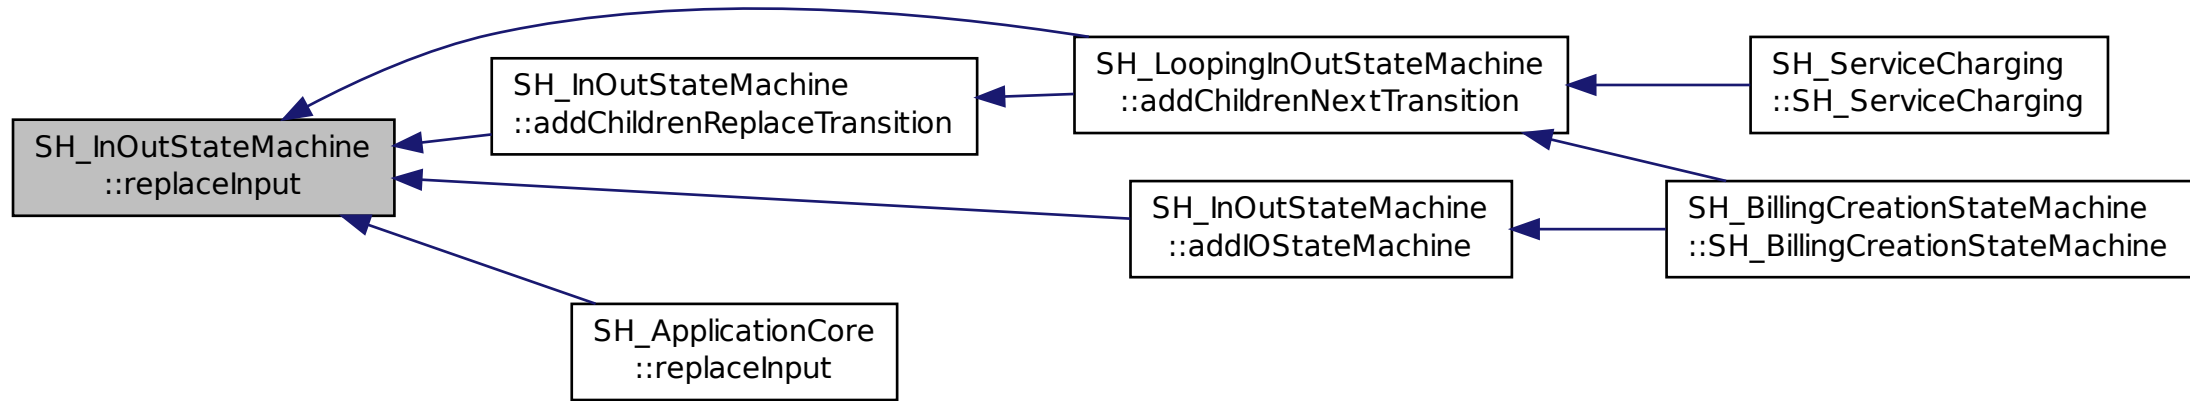 SH_InOutStateMachine
::replaceInput
SH_InOutStateMachine
::addChildrenReplaceTransition
SH_LoopingInOutStateMachine
::addChildrenNextTransition
SH_ServiceCharging
::SH_ServiceCharging
SH_InOutStateMachine
::addIOStateMachine
SH_BillingCreationStateMachine
::SH_BillingCreationStateMachine
SH_ApplicationCore
::replaceInput